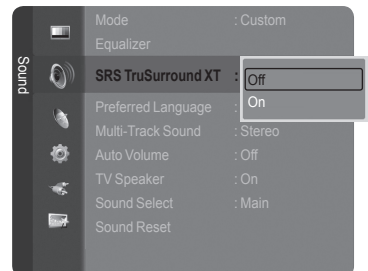 Sound
Mode : Custom
Equalizer
SRS TruSurround XT :
Off
On
Preferred Language :
Multi-Track Sound : Stereo
Auto Volume : Off
TV Speaker : On
Sound Select : Main
Sound Reset